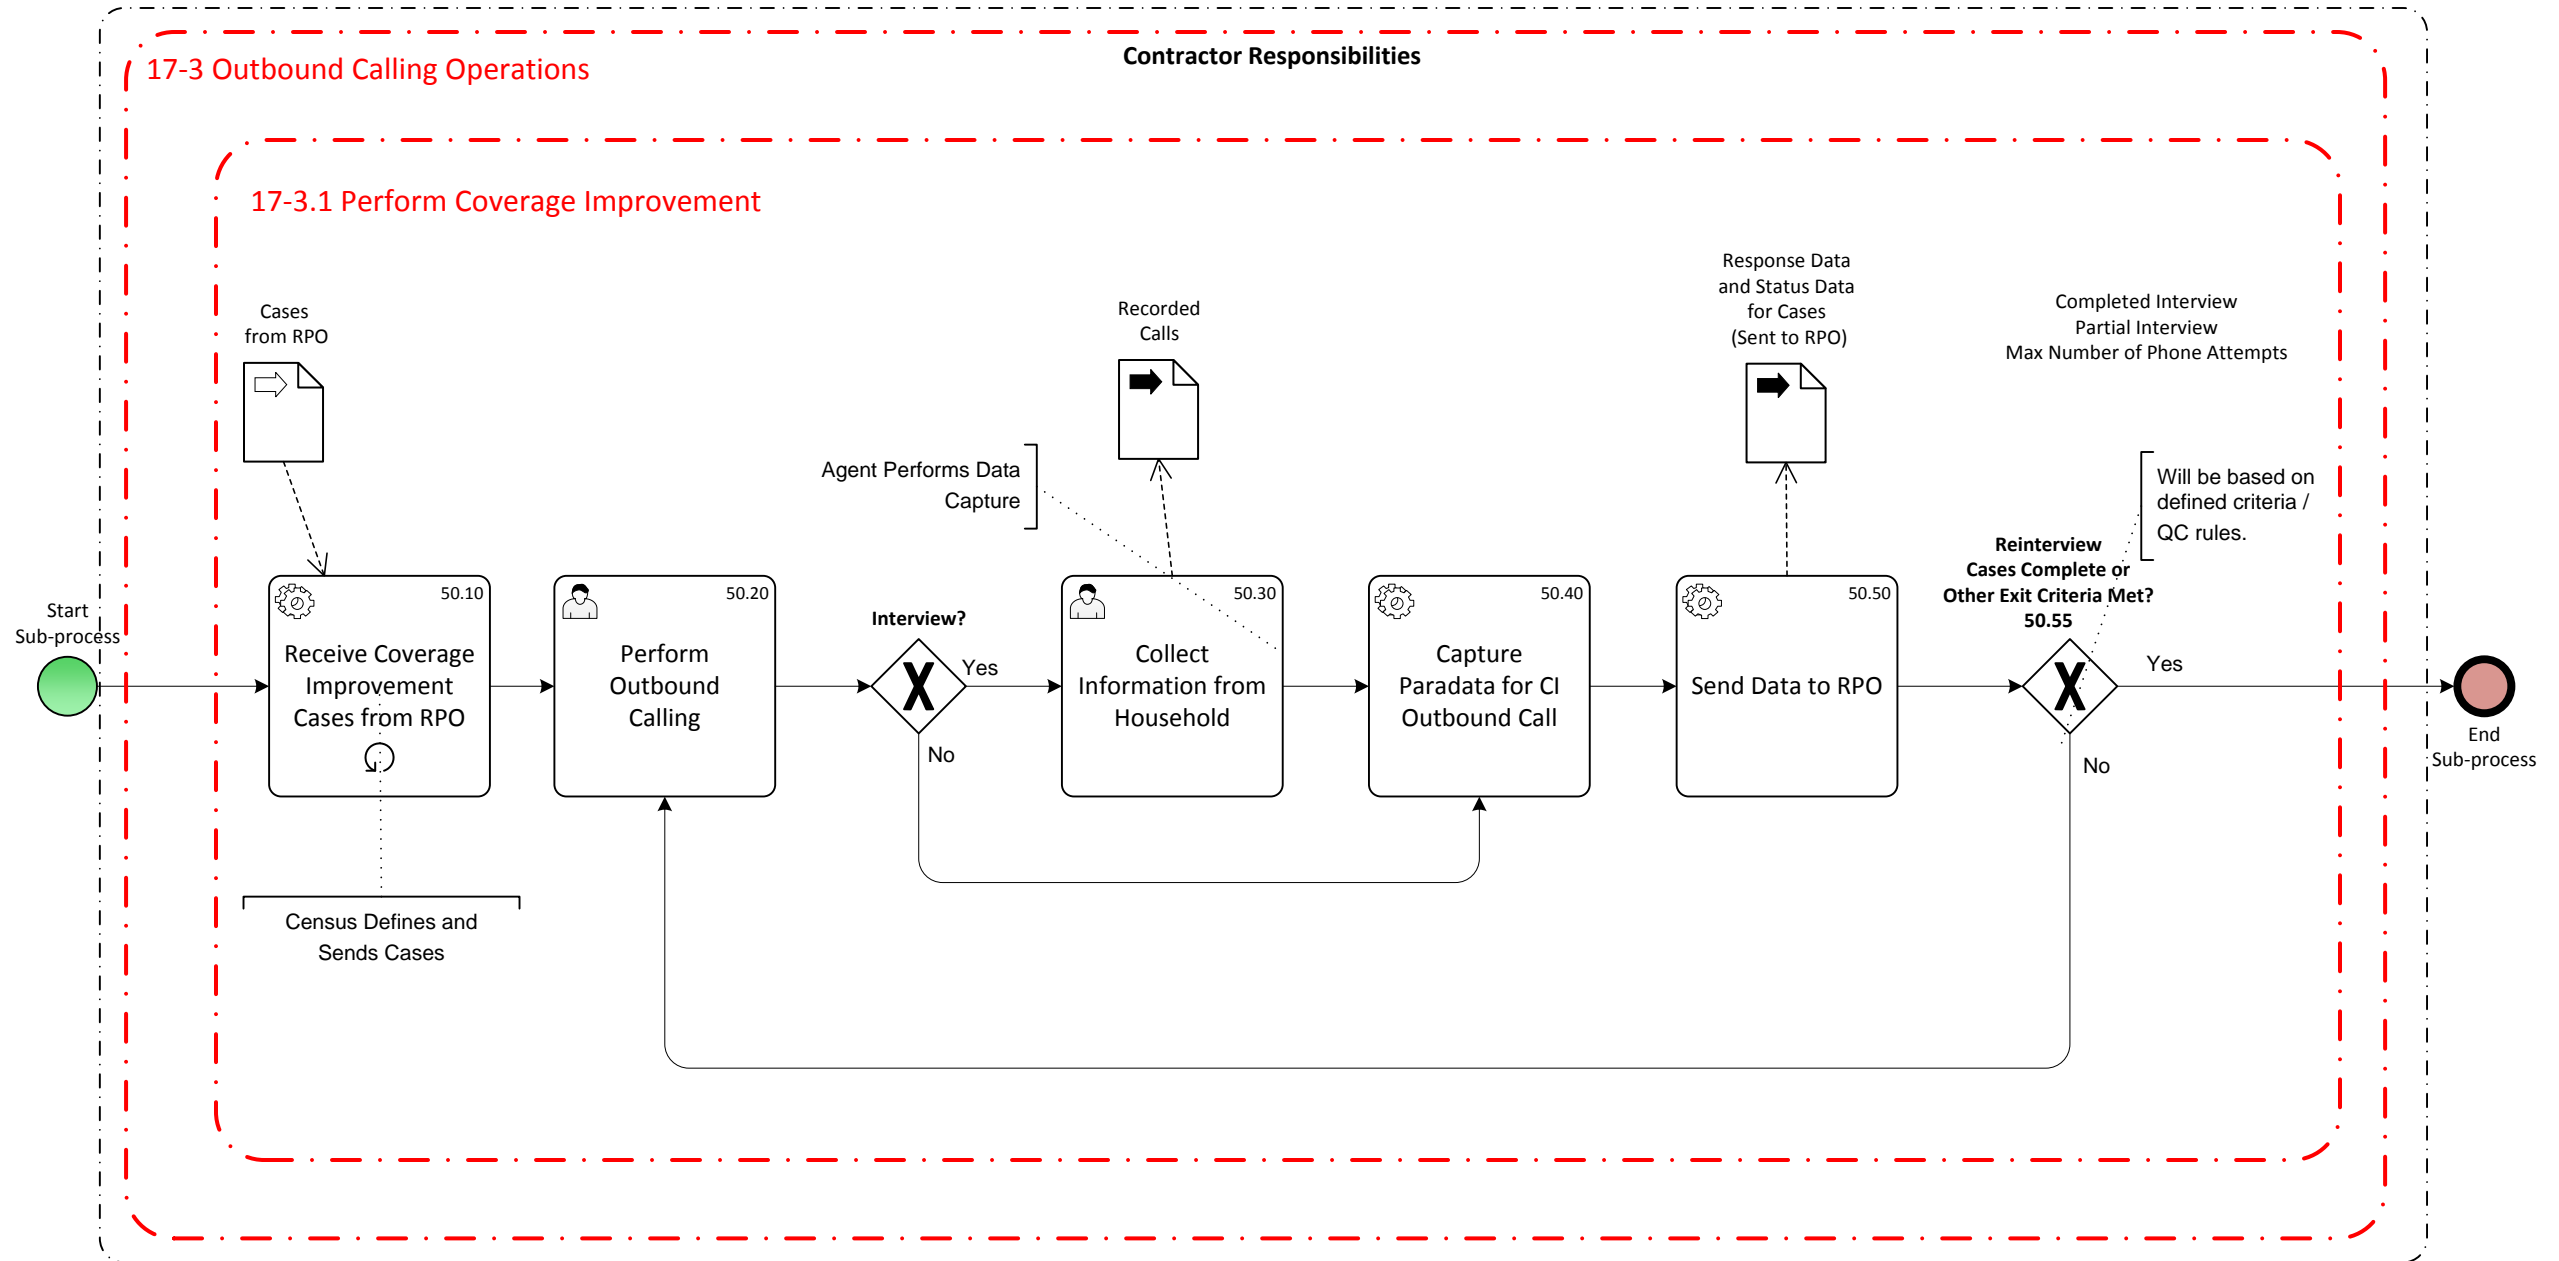 Contractor Responsibilities
17-3 Outbound Calling Operations
17-3.1 Perform Coverage Improvement
Cases
from RPO
Recorded
Calls
Response Data
and Status Data
for Cases
(Sent to RPO)
Completed Interview
Partial Interview
Max Number of Phone Attempts
Agent Performs Data
Capture
Will be based on
defined criteria /
QC rules.
Start
Sub-process
50.10
Receive Coverage
Improvement
Cases from RPO
Census Defines and
Sends Cases
50.20
Perform
Outbound
Calling
Interview?
Yes
No
50.30
Collect
Information from
Household
50.40
Capture
Paradata for CI
Outbound Call
50.50
Send Data to RPO
Reinterview
Cases Complete or
Other Exit Criteria Met?
50.55
Yes
No
End
Sub-process